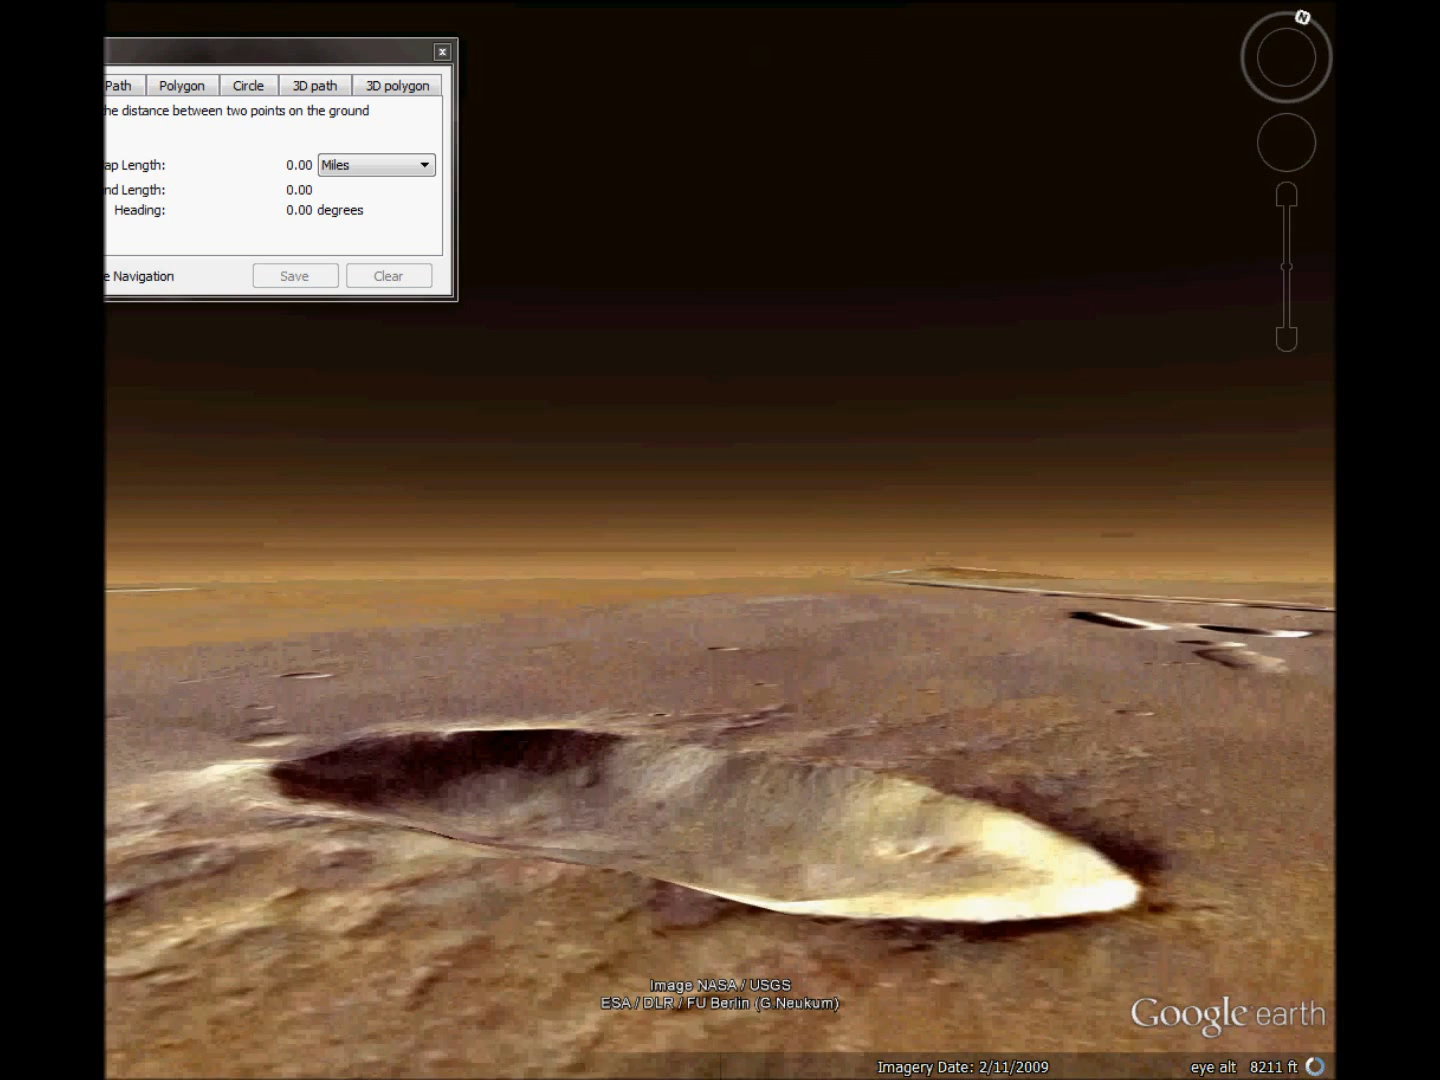 N
x
Path Polygon Circle 3D path 3D polygon
he distance between two points on the ground
ap Length: 0.00 Miles
nd Length: 0.00
Heading: 0.00 degrees
e Navigation Save Clear
Image NASA / USGS
ESA / DLR / FU Berlin (G.Neukum)
Google earth
Imagery Date: 2/11/2009 eye alt 8211 ft